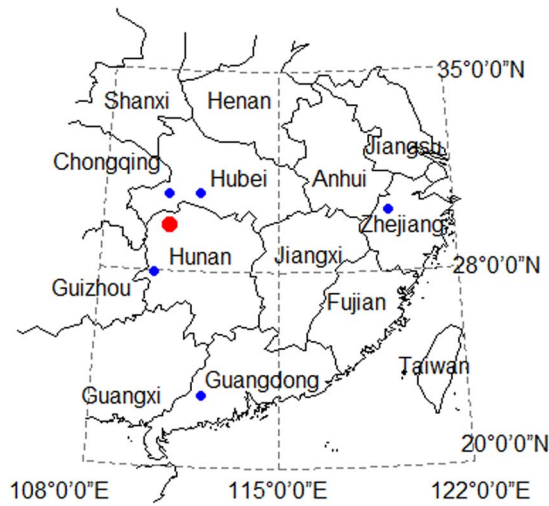 35°0’0”N
Shanxi Henan
Jiangsh
Chongqing
Hubei Anhui
Zhejiang
Hunan Jiangxi
28°0’0”N
Guizhou
Fujian
Taiwan
Guangdong
Guangxi
20°0’0”N
108°0’0”E 115°0’0”E 122°0’0”E